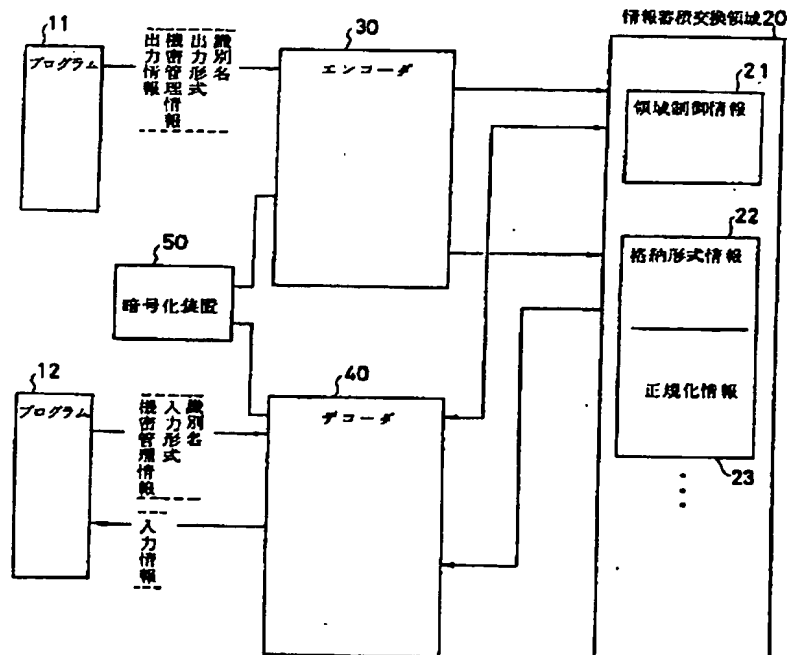 11
プログラム
識別名
出力形式
機密管理情報
出力情報
30
エンコーダ
情報蓄積交換領域20
21
領域制御情報
22
格納形式情報
正規化情報
23
50
暗号化装置
12
プログラム
識別名
入力形式
機密管理情報
入力情報
40
デコーダ